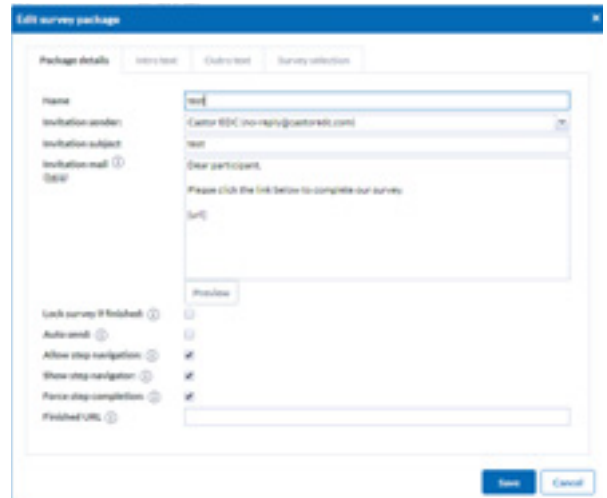 Edit survey package
Package details Intro text Outro text Survey selection
Name test
Invitation sender: Castor EDC (no-reply@castoredc.com)
Invitation subject test
Invitation mail
Dear participant,
Please click the link below to complete our survey
{url}
Preview
Lock survey if finished:
Auto send:
Allow step navigation:
Show step navigator:
Force step completion:
Finished URL
Save Cancel